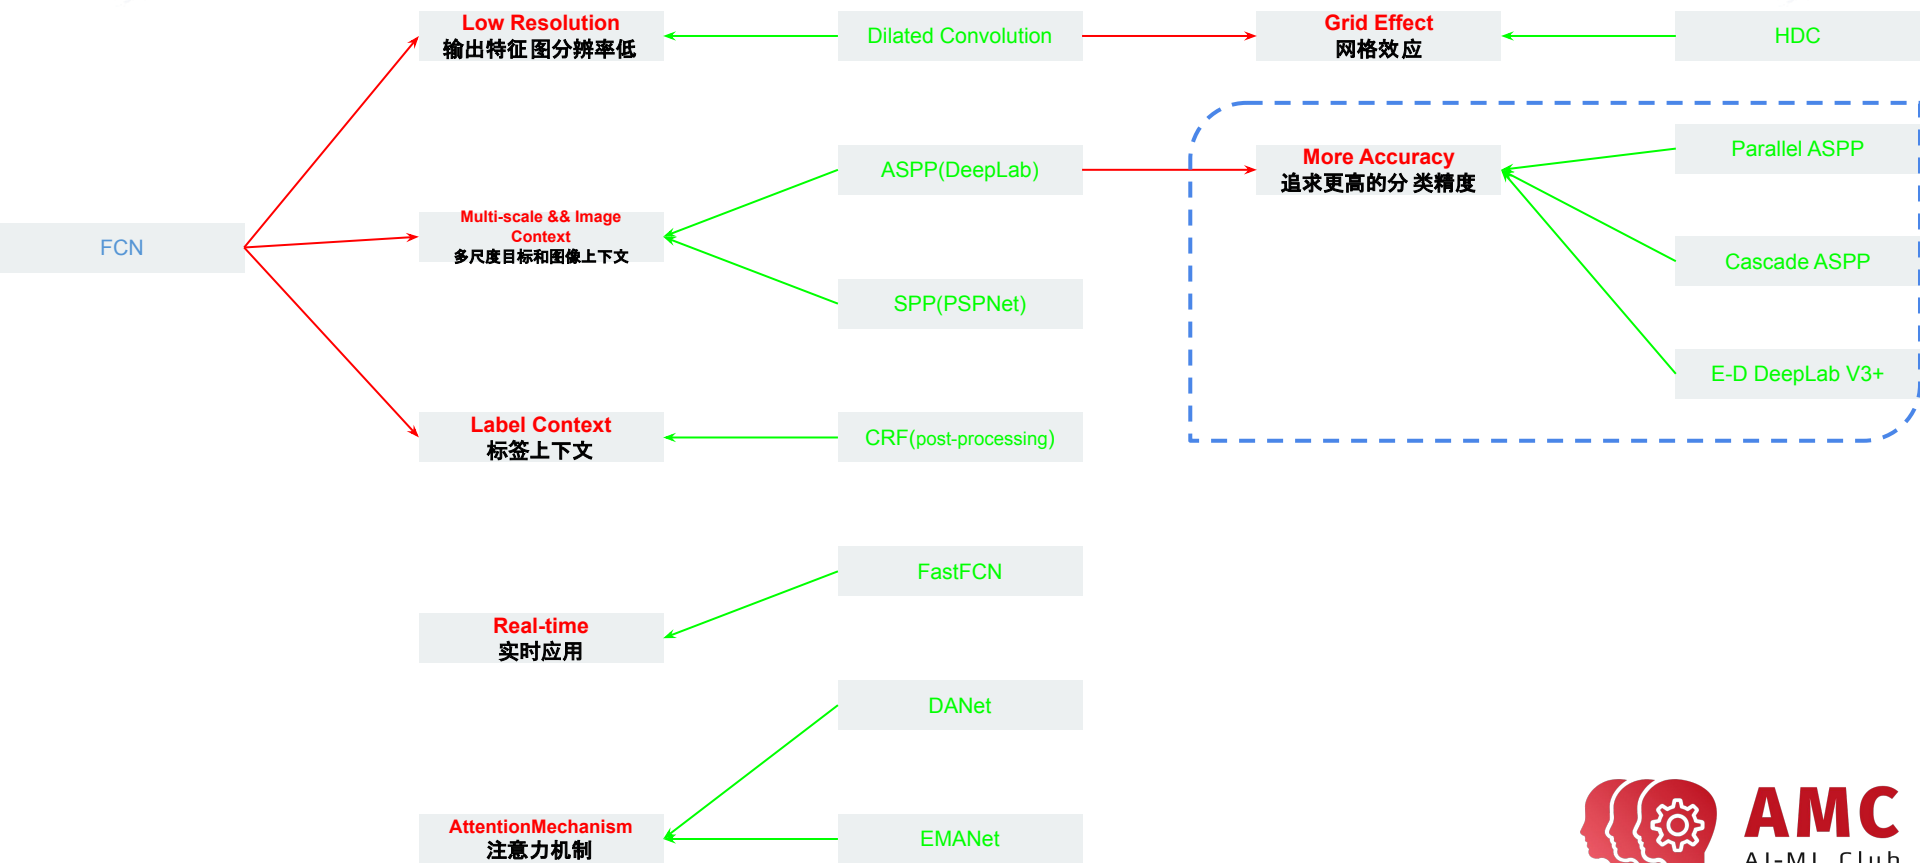 Low Resolution
输出特征图分辨率低
Dilated Convolution
Grid Effect
网格效应
HDC
ASPP(DeepLab)
More Accuracy
追求更高的分类精度
Parallel ASPP
FCN
Multi-scale && Image
Context
多尺度目标和图像上下文
Cascade ASPP
SPP(PSPNet)
E-D DeepLab V3+
Label Context
标签上下文
CRF(post-processing)
FastFCN
Real-time
实时应用
DANet
AttentionMechanism
注意力机制
EMANet
AMC
AI-ML Club